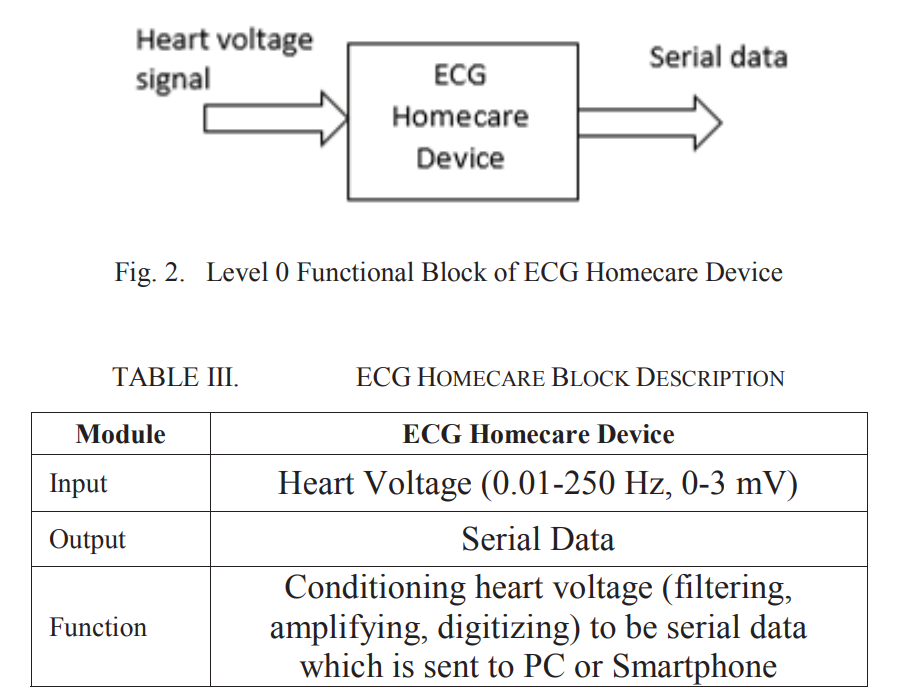 Heart voltage
signal
ECG
Homecare
Device
Serial data
Fig. 2. Level 0 Functional Block of ECG Homecare Device
TABLE III. ECG HOMECARE BLOCK DESCRIPTION
Module ECG Homecare Device
Input Heart Voltage (0.01-250 Hz, 0-3 mV)
Output Serial Data
Function Conditioning heart voltage (filtering,
amplifying, digitizing) to be serial data
which is sent to PC or Smartphone